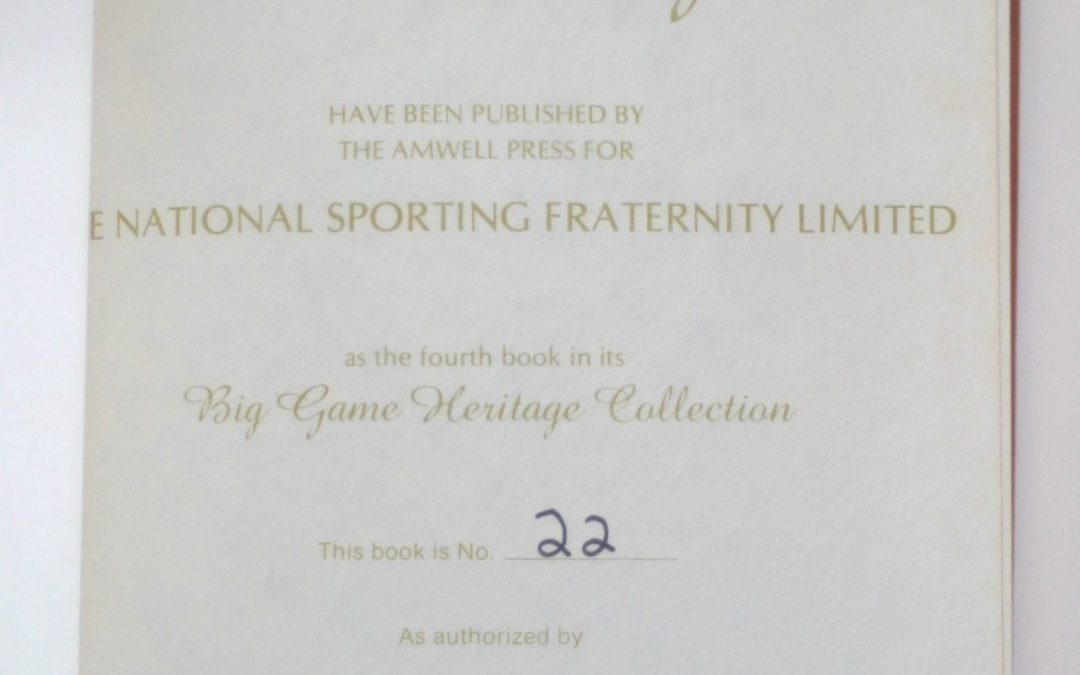 HAVE BEEN PUBLISHED BY
THE AMWELL PRESS FOR
E NATIONAL SPORTING FRATERNITY LIMITED
as the fourth book in its
Big Game Heritage Collection
This book is No. 22
As authorized by